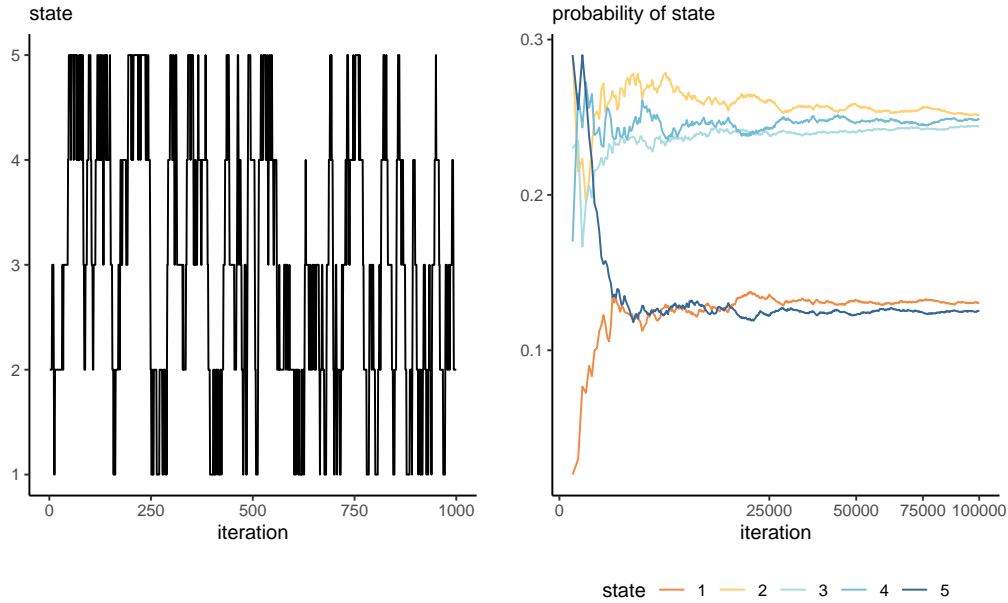 state
5
4
3
2
1
0 250 500 750 1000
iteration
probability of state
0.3
0.2
0.1
0 25000 50000 75000 100000
iteration
state 1 2 3 4 5